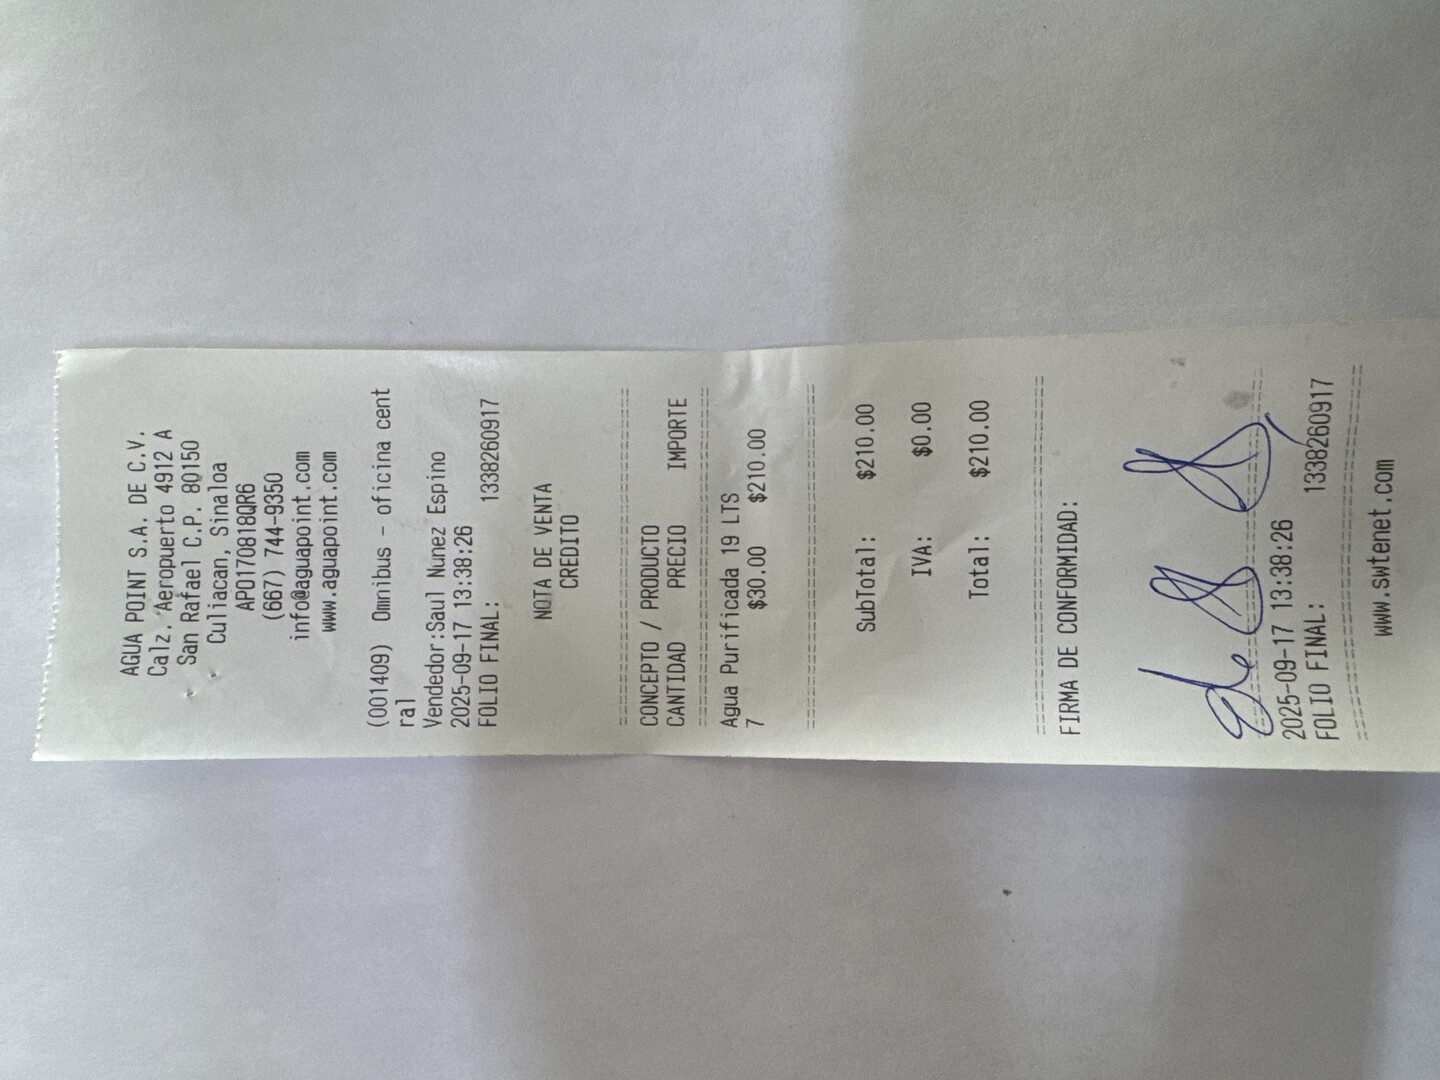 AGUA POINT S.A. DE C.V.
Calz. Aeropuerto 4912 A
San Rafael C.P. 80150
Culiacan, Sinaloa
APO170818QR6
(667) 744-9350
info@aguapoint.com
www.aguapoint.com
(001409) Omnibus - oficina cent
ral
Vendedor:Saul Nunez Espino
2025-09-17 13:38:26
FOLIO FINAL: 1338260917
NOTA DE VENTA
CREDITO
CONCEPTO / PRODUCTO
CANTIDAD PRECIO IMPORTE
Agua Purificada 19 LTS
7 $30.00 $210.00
SubTotal: $210.00
IVA: $0.00
Total: $210.00
FIRMA DE CONFORMIDAD:
2025-09-17 13:38:26
FOLIO FINAL: 1338260917
www.swtenet.com